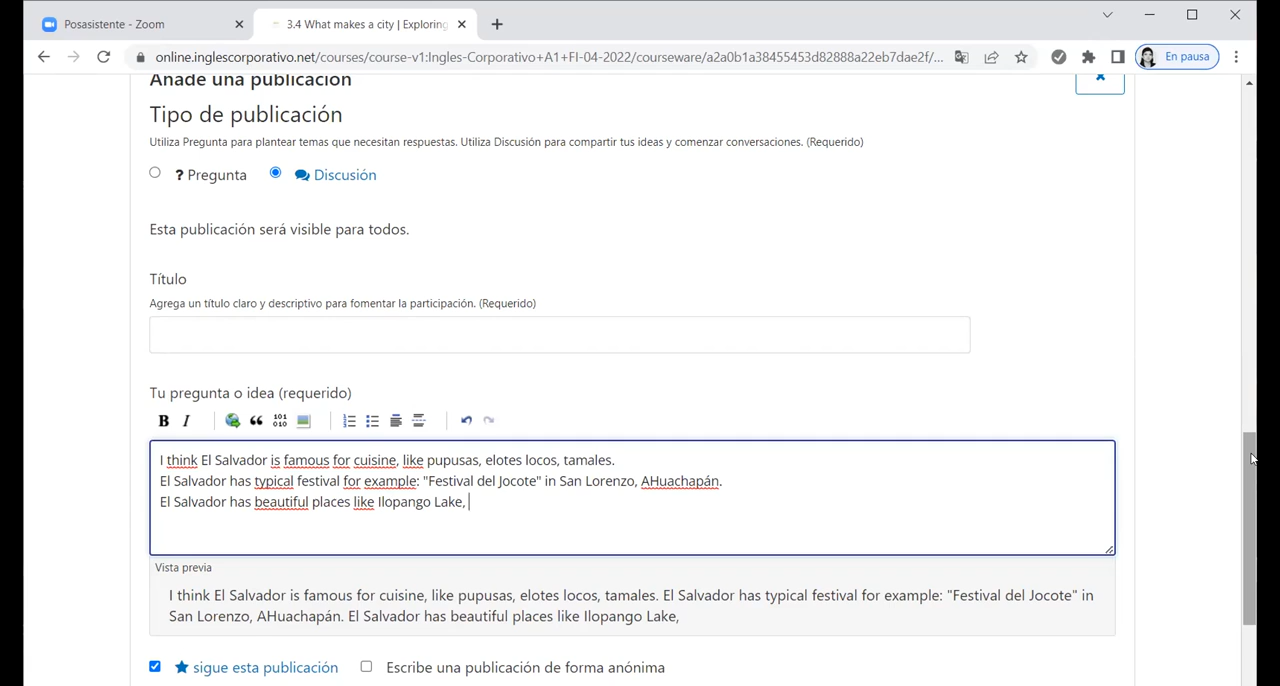 Posasistente - Zoom
3.4 What makes a city | Exploring
online.inglescorporativo.net/courses/course-v1:Ingles-Corporativo+A1+FI-04-2022/courseware/a2a0b1a38455453d82888a22eb7dae2f/...
En pausa
Añade una publicación
Tipo de publicación
Utiliza Pregunta para plantear temas que necesitan respuestas. Utiliza Discusión para compartir tus ideas y comenzar conversaciones. (Requerido)
? Pregunta
Discusión
Esta publicación será visible para todos.
Título
Agrega un título claro y descriptivo para fomentar la participación. (Requerido)
Tu pregunta o idea (requerido)
B I
101
010
I think El Salvador is famous for cuisine, like pupusas, elotes locos, tamales.
El Salvador has typical festival for example: "Festival del Jocote" in San Lorenzo, AHuachapán.
El Salvador has beautiful places like Ilopango Lake,
Vista previa
I think El Salvador is famous for cuisine, like pupusas, elotes locos, tamales. El Salvador has typical festival for example: "Festival del Jocote" in
San Lorenzo, AHuachapán. El Salvador has beautiful places like Ilopango Lake,
sigue esta publicación
Escribe una publicación de forma anónima